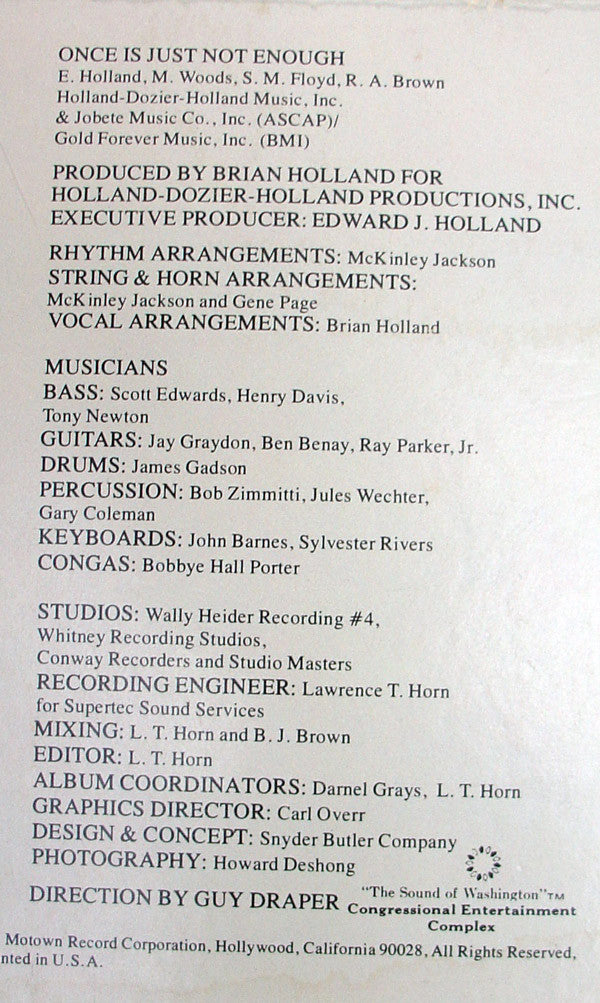 ONCE IS JUST NOT ENOUGH
E. Holland, M. Woods, S. M. Floyd, R. A. Brown
Holland-Dozier-Holland Music, Inc.
& Jobete Music Co., Inc. (ASCAP)/
Gold Forever Music, Inc. (BMI)
PRODUCED BY BRIAN HOLLAND FOR
HOLLAND-DOZIER-HOLLAND PRODUCTIONS, INC.
EXECUTIVE PRODUCER: EDWARD J. HOLLAND
RHYTHM ARRANGEMENTS: McKinley Jackson
STRING & HORN ARRANGEMENTS:
McKinley Jackson and Gene Page
VOCAL ARRANGEMENTS: Brian Holland
MUSICIANS
BASS: Scott Edwards, Henry Davis,
Tony Newton
GUITARS: Jay Graydon, Ben Benay, Ray Parker, Jr.
DRUMS: James Gadson
PERCUSSION: Bob Zimmitti, Jules Wechter,
Gary Coleman
KEYBOARDS: John Barnes, Sylvester Rivers
CONGAS: Bobbye Hall Porter
STUDIOS: Wally Heider Recording #4,
Whitney Recording Studios,
Conway Recorders and Studio Masters
RECORDING ENGINEER: Lawrence T. Horn
for Supertec Sound Services
MIXING: L. T. Horn and B. J. Brown
EDITOR: L. T. Horn
ALBUM COORDINATORS: Darnel Grays, L. T. Horn
GRAPHICS DIRECTOR: Carl Overr
DESIGN & CONCEPT: Snyder Butler Company
PHOTOGRAPHY: Howard Deshong
DIRECTION BY GUY DRAPER
"The Sound of Washington"TM
Congressional Entertainment
Complex
Motown Record Corporation, Hollywood, California 90028, All Rights Reserved,
nted in U.S.A.